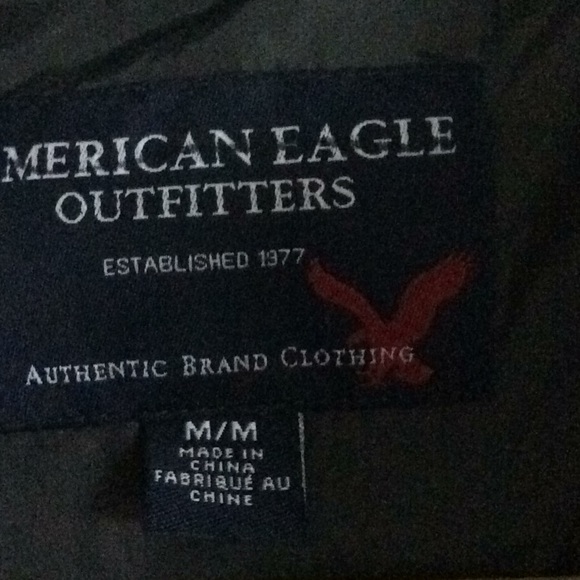 MERICAN EAGLE
OUTFITTERS
ESTABLISHED 1977
AUTHENTIC BRAND CLOTHING
M/M
MADE IN
CHINA
FABRIQUÉ AU
CHINE